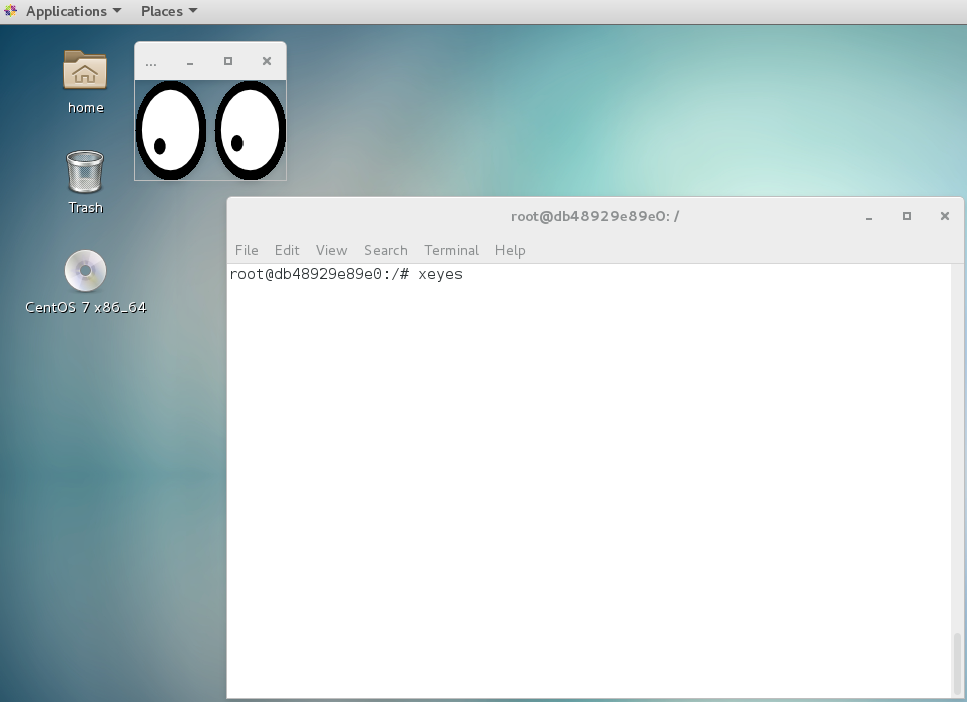 Applications Places
home
...
Trash
CentOS 7 x86_64
root@db48929e89e0: /
File Edit View Search Terminal Help
root@db48929e89e0:/# xeyes